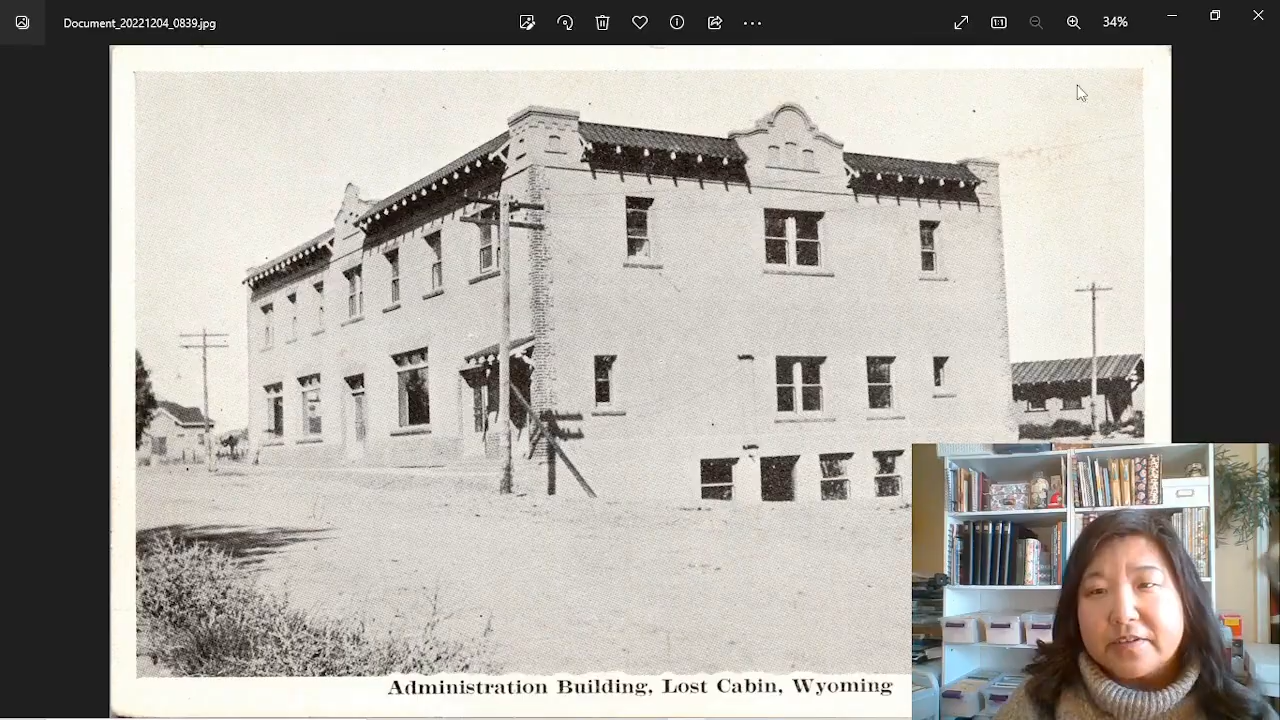 Document_20221204_0839.jpg
34%
Administration Building, Lost Cabin, Wyoming